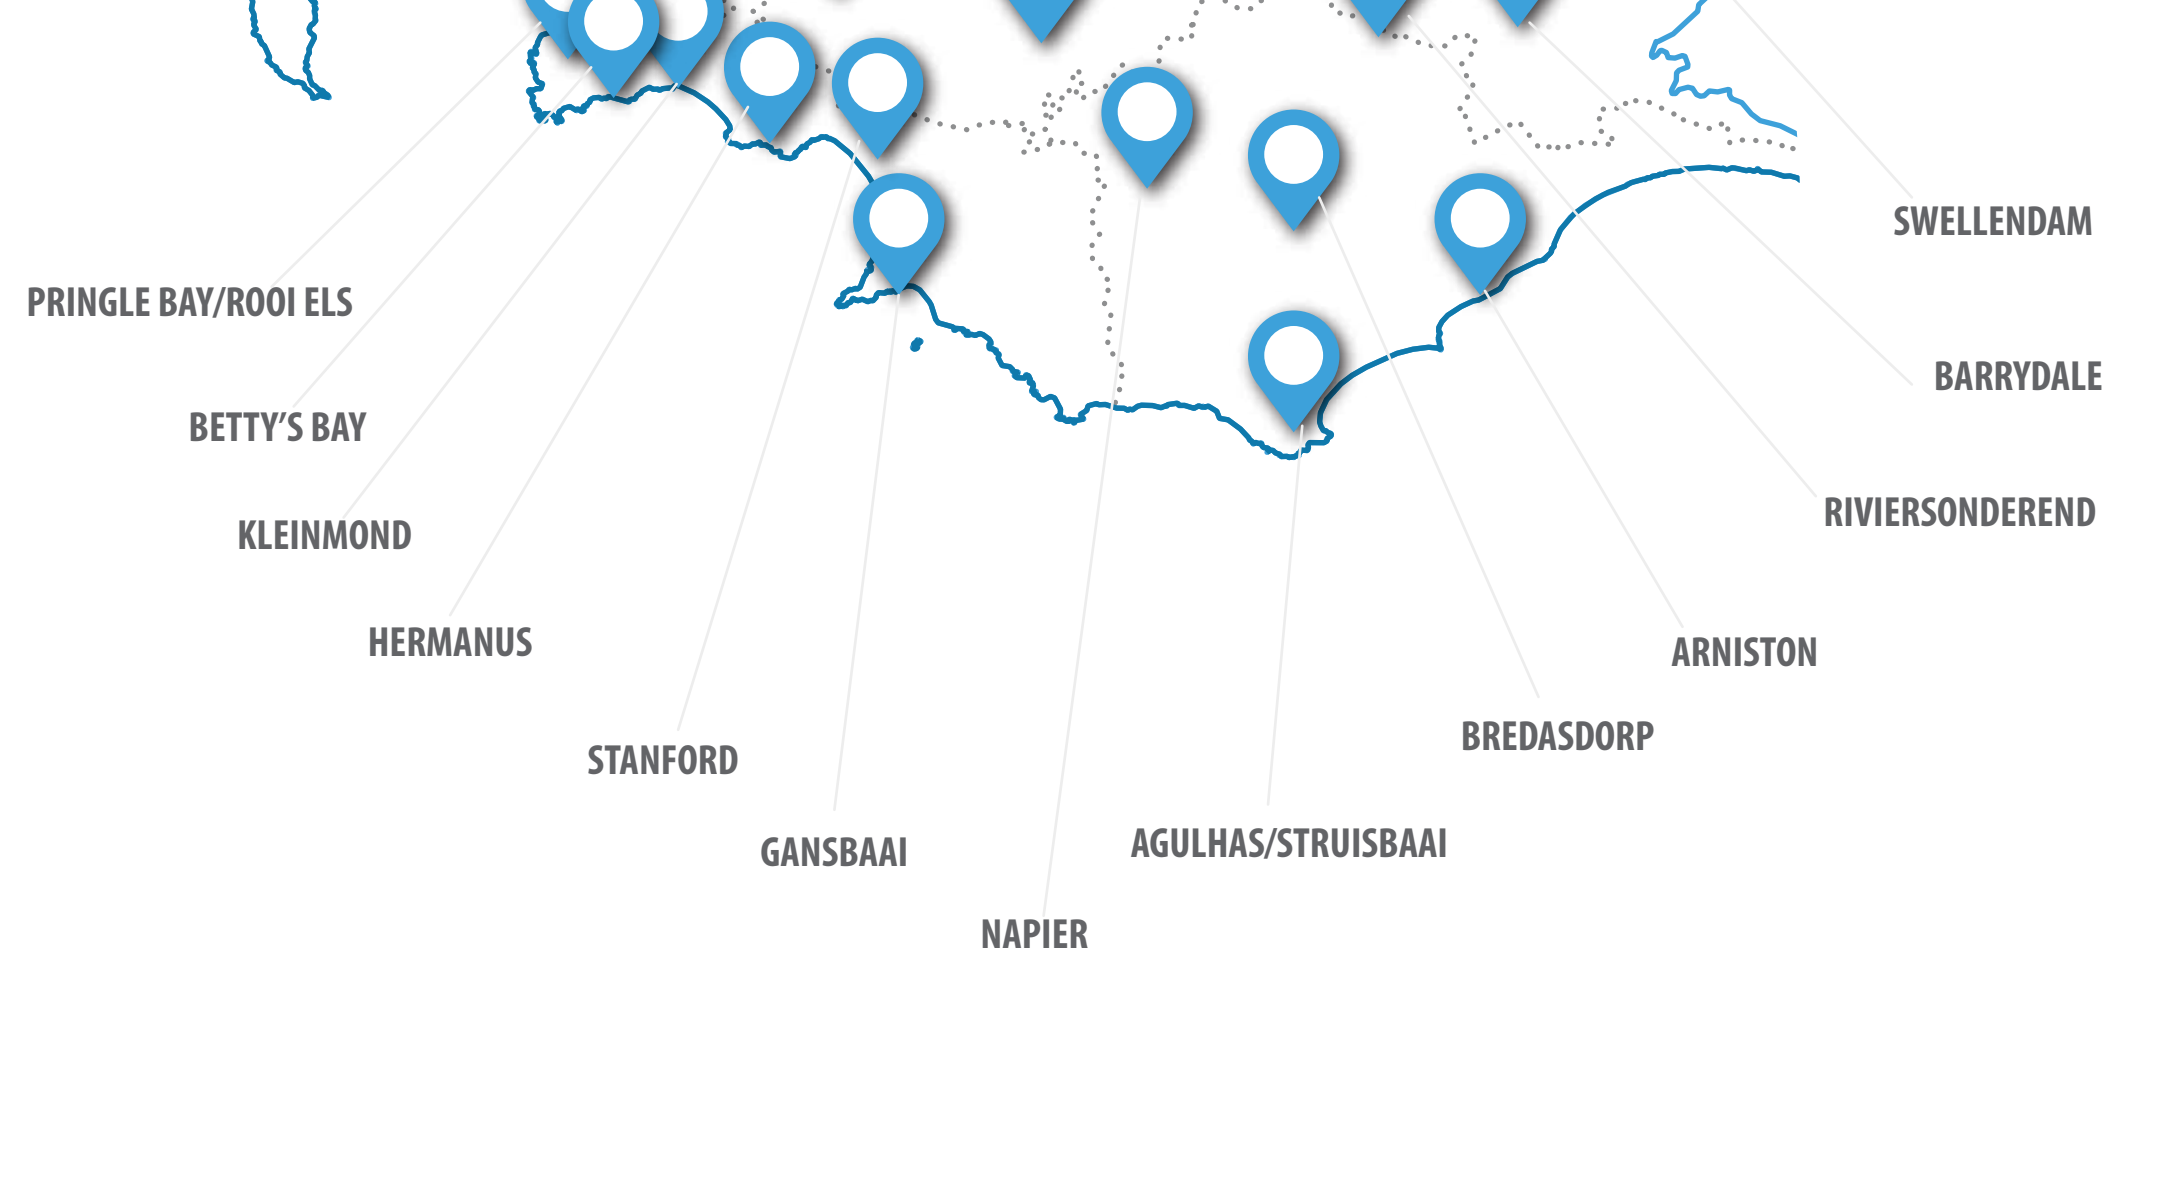 SWELLENDAM
PRINGLE BAY/ROOI ELS
BARRYDALE
BETTY’S BAY
RIVIERSONDEREND
KLEINMOND
HERMANUS
ARNISTON
BREDASDORP
STANFORD
AGULHAS/STRUISBAAI
GANSBAAI
NAPIER